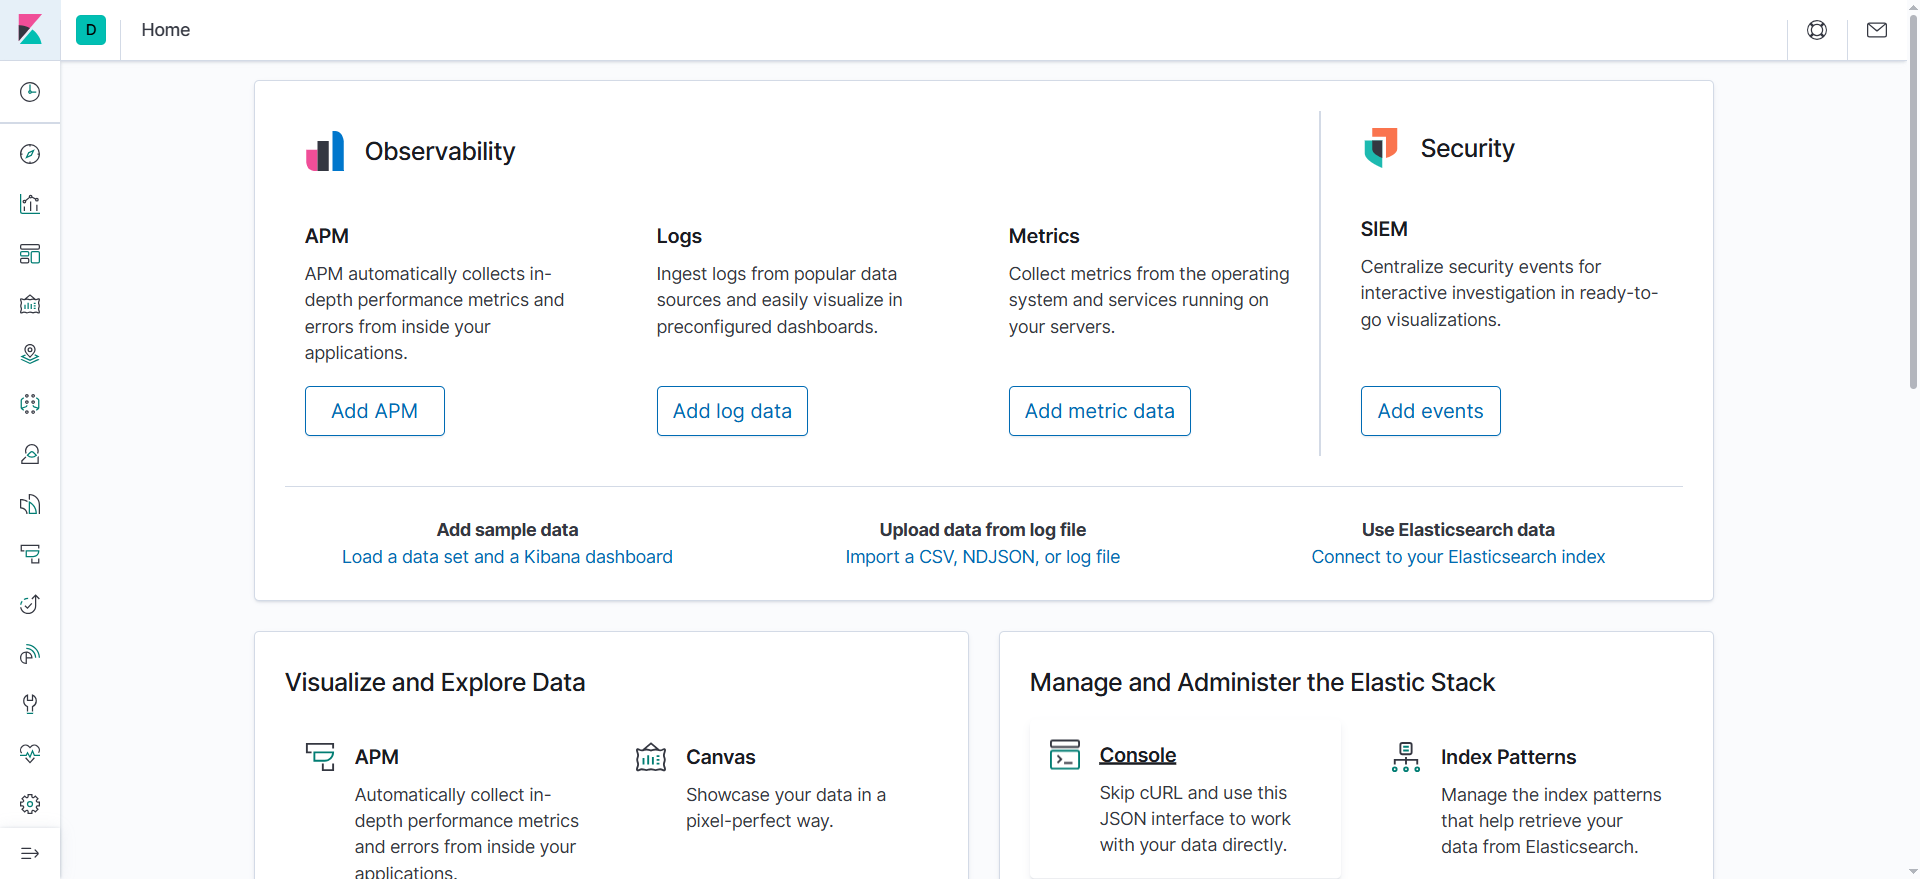 D
Home
Observability
Security
APM
APM automatically collects in-
depth performance metrics and
errors from inside your
applications.
Add APM
Logs
Ingest logs from popular data
sources and easily visualize in
preconfigured dashboards.
Add log data
Metrics
Collect metrics from the operating
system and services running on
your servers.
Add metric data
SIEM
Centralize security events for
interactive investigation in ready-to-
go visualizations.
Add events
Add sample data
Load a data set and a Kibana dashboard
Upload data from log file
Import a CSV, NDJSON, or log file
Use Elasticsearch data
Connect to your Elasticsearch index
Visualize and Explore Data
APM
Automatically collect in-
depth performance metrics
and errors from inside your
applications.
Canvas
Showcase your data in a
pixel-perfect way.
Manage and Administer the Elastic Stack
Console
Skip cURL and use this
JSON interface to work
with your data directly.
Index Patterns
Manage the index patterns
that help retrieve your
data from Elasticsearch.